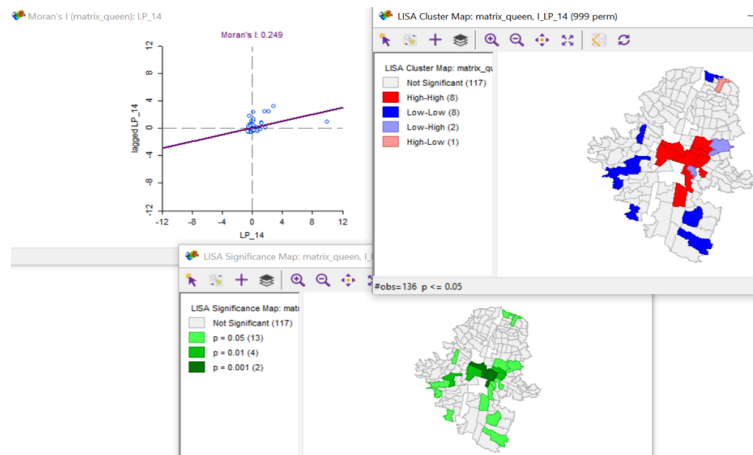 Moran's I (matrix_queen): LP_14
Moran's I: 0.249
lagged LP_14
12
8
4
0
-4
-8
-12
-12 -8 -4 0 4 8 12
LP_14
LISA Cluster Map: matrix_queen, I_LP_14 (999 perm)
LISA Cluster Map: matrix_qu
Not Significant (117)
High-High (8)
Low-Low (8)
Low-High (2)
High-Low (1)
#obs=136 p <= 0.05
LISA Significance Map: matrix_queen, I_l
LISA Significance Map: mat
Not Significant (117)
p = 0.05 (13)
p = 0.01 (4)
p = 0.001 (2)